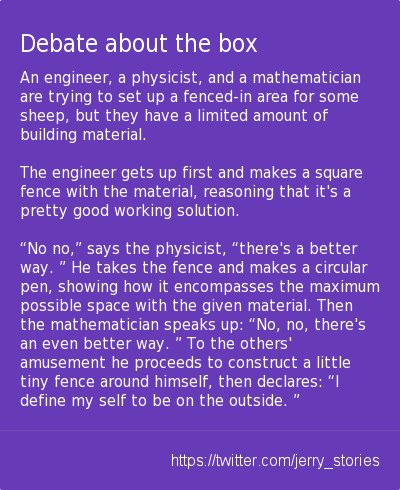 Debate about the box
An engineer, a physicist, and a mathematician
are trying to set up a fenced-in area for some
sheep, but they have a limited amount of
building material.
The engineer gets up first and makes a square
fence with the material, reasoning that it's a
pretty good working solution.
“No no,” says the physicist, “there's a better
way. ” He takes the fence and makes a circular
pen, showing how it encompasses the maximum
possible space with the given material. Then
the mathematician speaks up: “No, no, there's
an even better way. ” To the others'
amusement he proceeds to construct a little
tiny fence around himself, then declares: “I
define my self to be on the outside. ”
https://twitter.com/jerry_stories